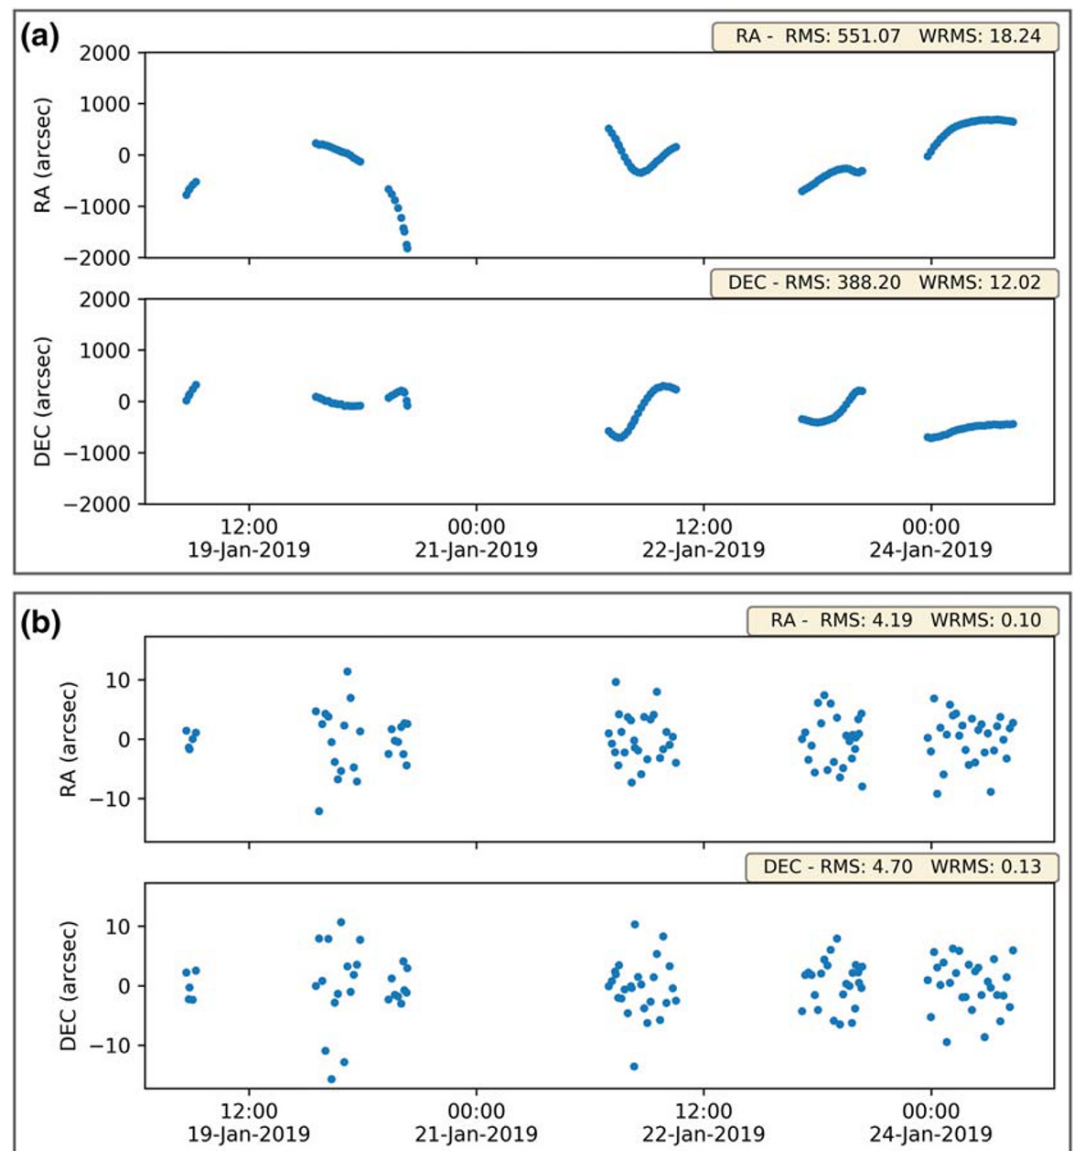 (a)
RA - RMS: 551.07 WRMS: 18.24
2000
1000
0
−1000
−2000
RA (arcsec)
DEC - RMS: 388.20 WRMS: 12.02
2000
1000
0
−1000
−2000
DEC (arcsec)
12:00 00:00 12:00 00:00
19-Jan-2019 21-Jan-2019 22-Jan-2019 24-Jan-2019
(b)
RA - RMS: 4.19 WRMS: 0.10
10
0
−10
RA (arcsec)
DEC - RMS: 4.70 WRMS: 0.13
10
0
−10
DEC (arcsec)
12:00 00:00 12:00 00:00
19-Jan-2019 21-Jan-2019 22-Jan-2019 24-Jan-2019